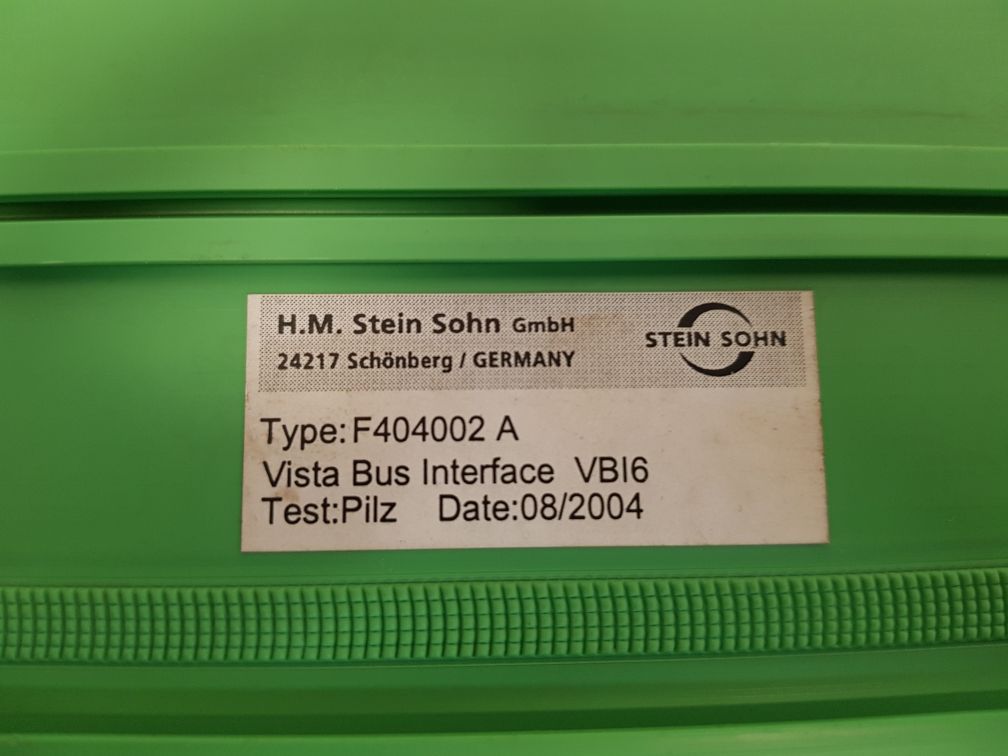 H.M. Stein Sohn GmbH
24217 Schönberg / GERMANY
STEIN SOHN
Type:F404002 A
Vista Bus Interface VBI6
Test:Pilz Date:08/2004